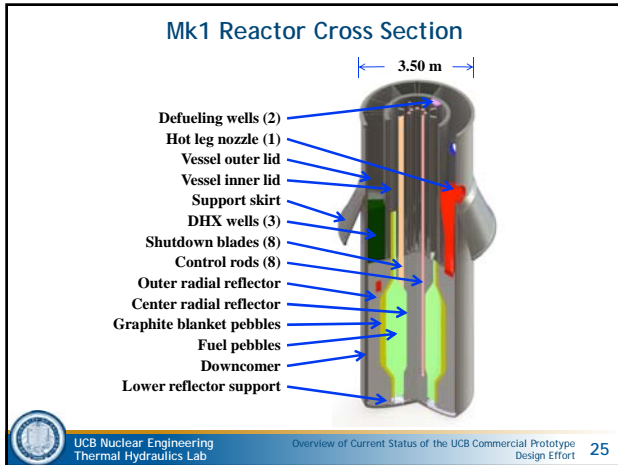 Mk1 Reactor Cross Section
3.50 m
Defueling wells (2)
Hot leg nozzle (1)
Vessel outer lid
Vessel inner lid
Support skirt
DHX wells (3)
Shutdown blades (8)
Control rods (8)
Outer radial reflector
Center radial reflector
Graphite blanket pebbles
Fuel pebbles
Downcomer
Lower reflector support
UCB Nuclear Engineering
Thermal Hydraulics Lab
Overview of Current Status of the UCB Commercial Prototype
Design Effort
25